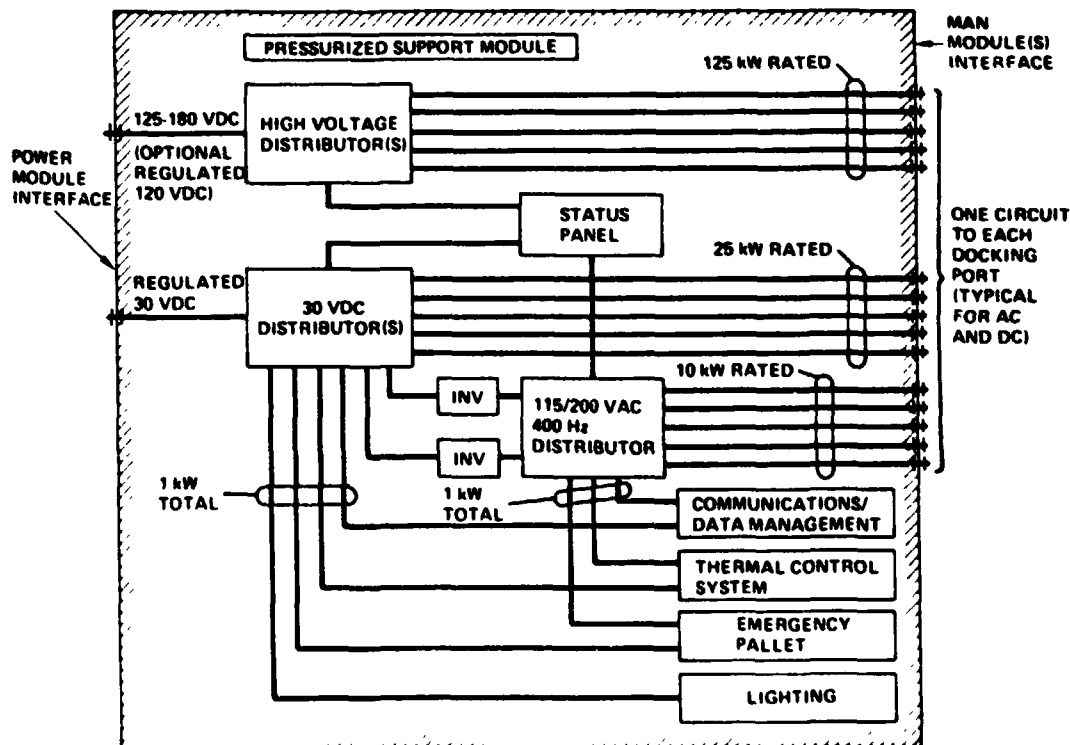 PRESSURIZED SUPPORT MODULE
MAN
MODULE(S)
INTERFACE
125 kW RATED
125-180 VDC
(OPTIONAL
REGULATED
120 VDC)
HIGH VOLTAGE
DISTRIBUTOR(S)
POWER
MODULE
INTERFACE
STATUS
PANEL
25 kW RATED
ONE CIRCUIT
TO EACH
DOCKING
PORT
(TYPICAL
FOR AC
AND DC)
REGULATED
30 VDC
30 VDC
DISTRIBUTOR(S)
10 kW RATED
INV
INV
115/200 VAC
400 Hz
DISTRIBUTOR
1 kW
TOTAL
1 kW
TOTAL
COMMUNICATIONS/
DATA MANAGEMENT
THERMAL CONTROL
SYSTEM
EMERGENCY
PALLET
LIGHTING